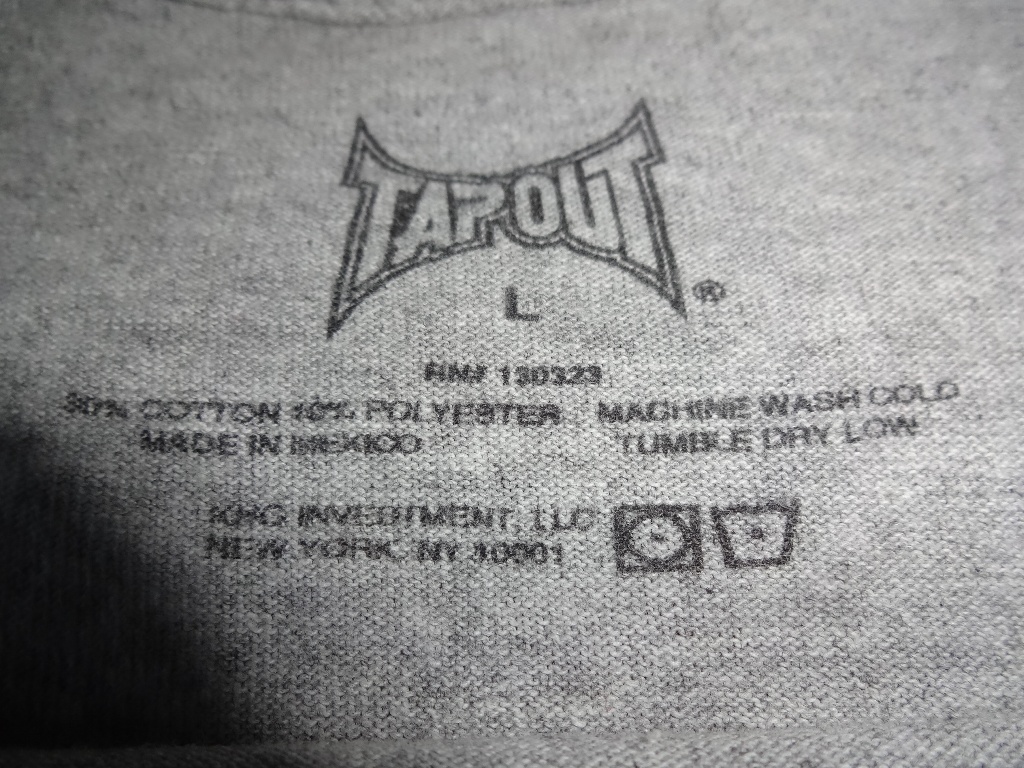 TAPOUT ®
L
RN# 130323
90% COTTON 10% POLYESTER MACHINE WASH COLD
MADE IN MEXICO TUMBLE DRY LOW
INVESTMENT, LLC
NEW YORK, NY 10001